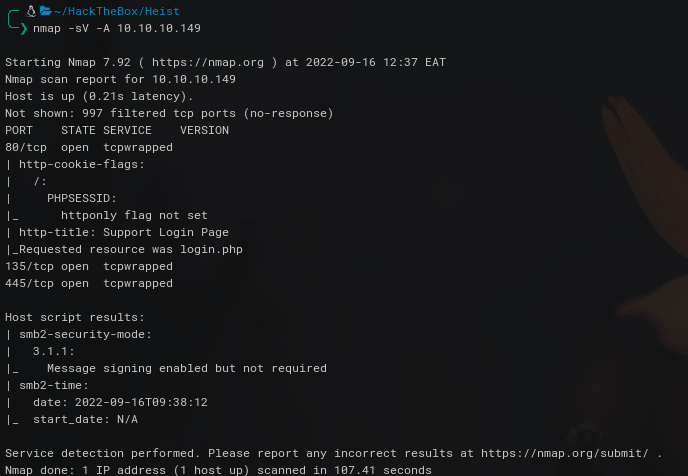 ~/HackTheBox/Heist
❯ nmap -sV -A 10.10.10.149
Starting Nmap 7.92 ( https://nmap.org ) at 2022-09-16 12:37 EAT
Nmap scan report for 10.10.10.149
Host is up (0.21s latency).
Not shown: 997 filtered tcp ports (no-response)
PORT    STATE SERVICE    VERSION
80/tcp  open  tcpwrapped
| http-cookie-flags:
|   /:
|     PHPSESSID:
|_      httponly flag not set
| http-title: Support Login Page
|_Requested resource was login.php
135/tcp open  tcpwrapped
445/tcp open  tcpwrapped
Host script results:
| smb2-security-mode:
|   3.1.1:
|_    Message signing enabled but not required
| smb2-time:
|   date: 2022-09-16T09:38:12
|_  start_date: N/A
Service detection performed. Please report any incorrect results at https://nmap.org/submit/ .
Nmap done: 1 IP address (1 host up) scanned in 107.41 seconds